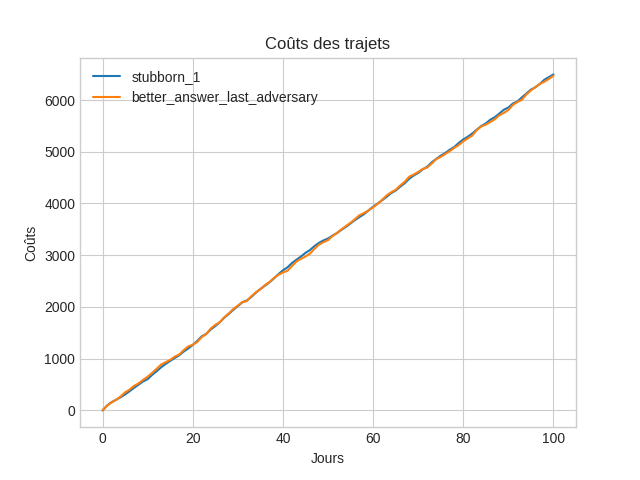 Coûts des trajets
stubborn_1
better_answer_last_adversary
6000
5000
4000
3000
2000
1000
0
Coûts
0 20 40 60 80 100
Jours